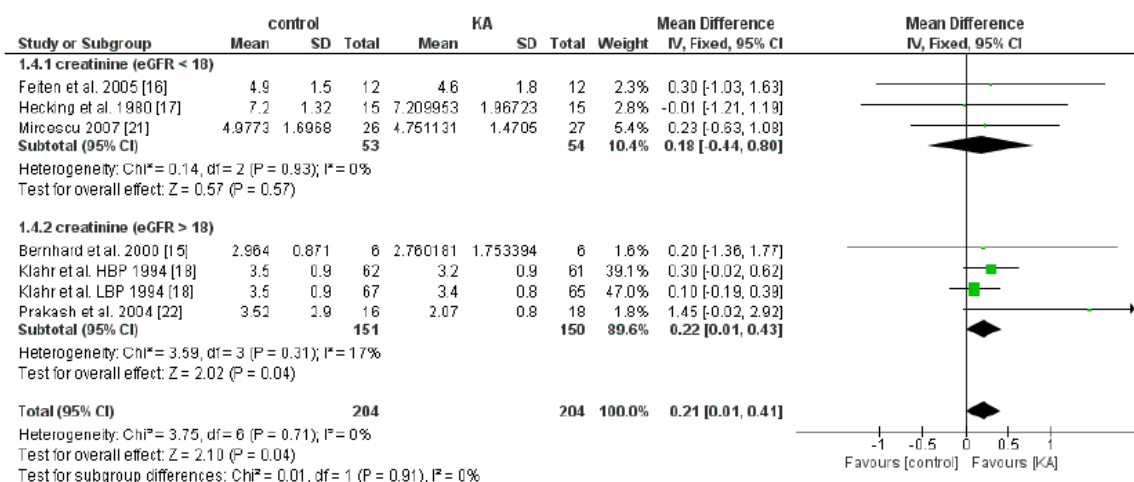 control KA Mean Difference Mean Difference
Study or Subgroup Mean SD Total Mean SD Total Weight IV, Fixed, 95% CI IV, Fixed, 95% CI
1.4.1 creatinine (eGFR < 18)
Feiten et al. 2005 [16] 4.9 1.5 12 4.6 1.8 12 2.3% 0.30 [-1.03, 1.63]
Hecking et al. 1980 [17] 7.2 1.32 15 7.209953 1.96723 15 2.8% -0.01 [-1.21, 1.19]
Mircescu 2007 [21] 4.9773 1.6968 26 4.751131 1.4705 27 5.4% 0.23 [-0.63, 1.08]
Subtotal (95% CI) 53 54 10.4% 0.18 [-0.44, 0.80]
Heterogeneity: Chi² = 0.14, df = 2 (P = 0.93); I² = 0%
Test for overall effect: Z = 0.57 (P = 0.57)
1.4.2 creatinine (eGFR > 18)
Bernhard et al. 2000 [15] 2.964 0.871 6 2.760181 1.753394 6 1.6% 0.20 [-1.36, 1.77]
Klahr et al. HBP 1994 [18] 3.5 0.9 62 3.2 0.9 61 39.1% 0.30 [-0.02, 0.62]
Klahr et al. LBP 1994 [18] 3.5 0.9 67 3.4 0.8 65 47.0% 0.10 [-0.19, 0.39]
Prakash et al. 2004 [22] 3.52 2.9 16 2.07 0.8 18 1.8% 1.45 [-0.02, 2.92]
Subtotal (95% CI) 151 150 89.6% 0.22 [0.01, 0.43]
Heterogeneity: Chi² = 3.59, df = 3 (P = 0.31); I² = 17%
Test for overall effect: Z = 2.02 (P = 0.04)
Total (95% CI) 204 204 100.0% 0.21 [0.01, 0.41]
Heterogeneity: Chi² = 3.75, df = 6 (P = 0.71); I² = 0%
Test for overall effect: Z = 2.10 (P = 0.04)
Test for subgroup differences: Chi² = 0.01, df = 1 (P = 0.91), I² = 0%
-1 -0.5 0 0.5 1
Favours [control] Favours [KA]